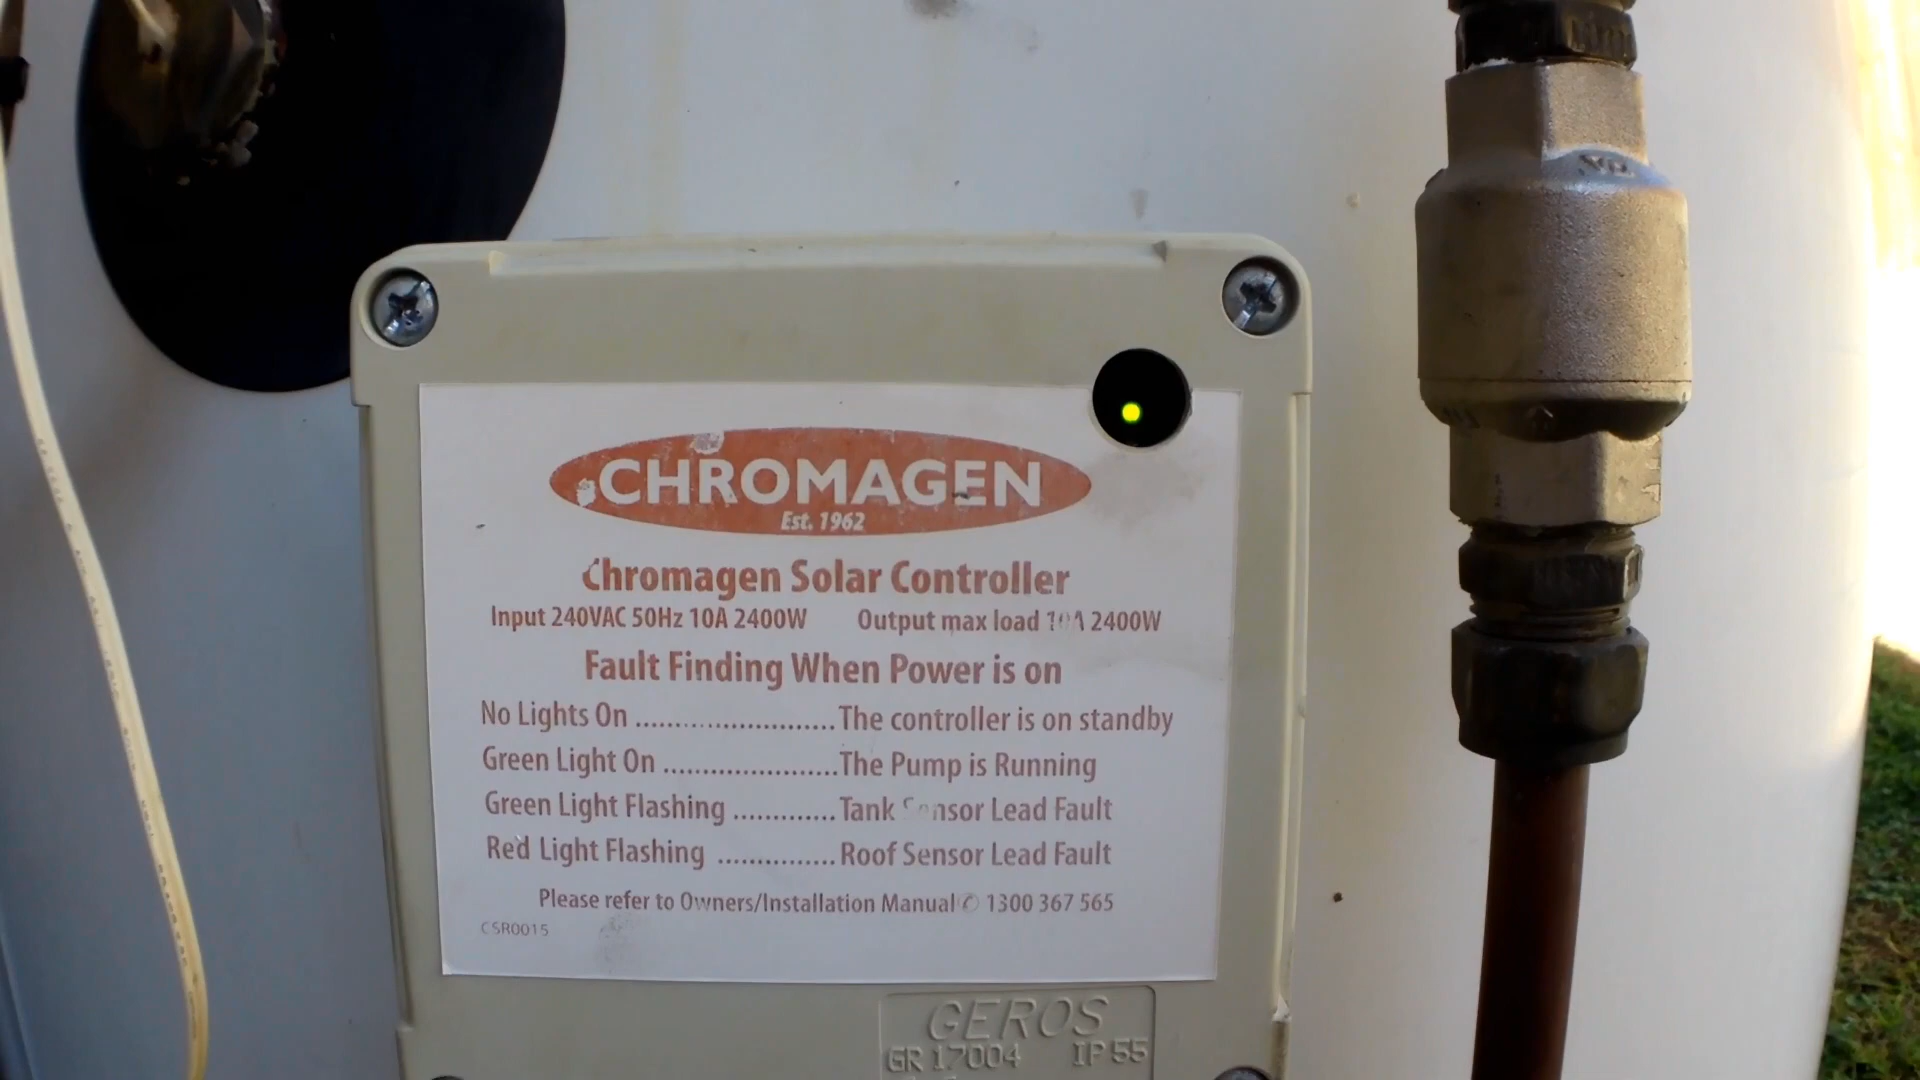 CHROMAGEN
Est. 1962
Chromagen Solar Controller
Input 240VAC 50Hz 10A 2400W Output max load 10A 2400W
Fault Finding When Power is on
No Lights On ........................... The controller is on standby
Green Light On ....................... The Pump is Running
Green Light Flashing ............. Tank Sensor Lead Fault
Red Light Flashing ............... Roof Sensor Lead Fault
Please refer to Owners/Installation Manual ✆ 1300 367 565
CSR0015
GEROS
GR 17004 IP 55